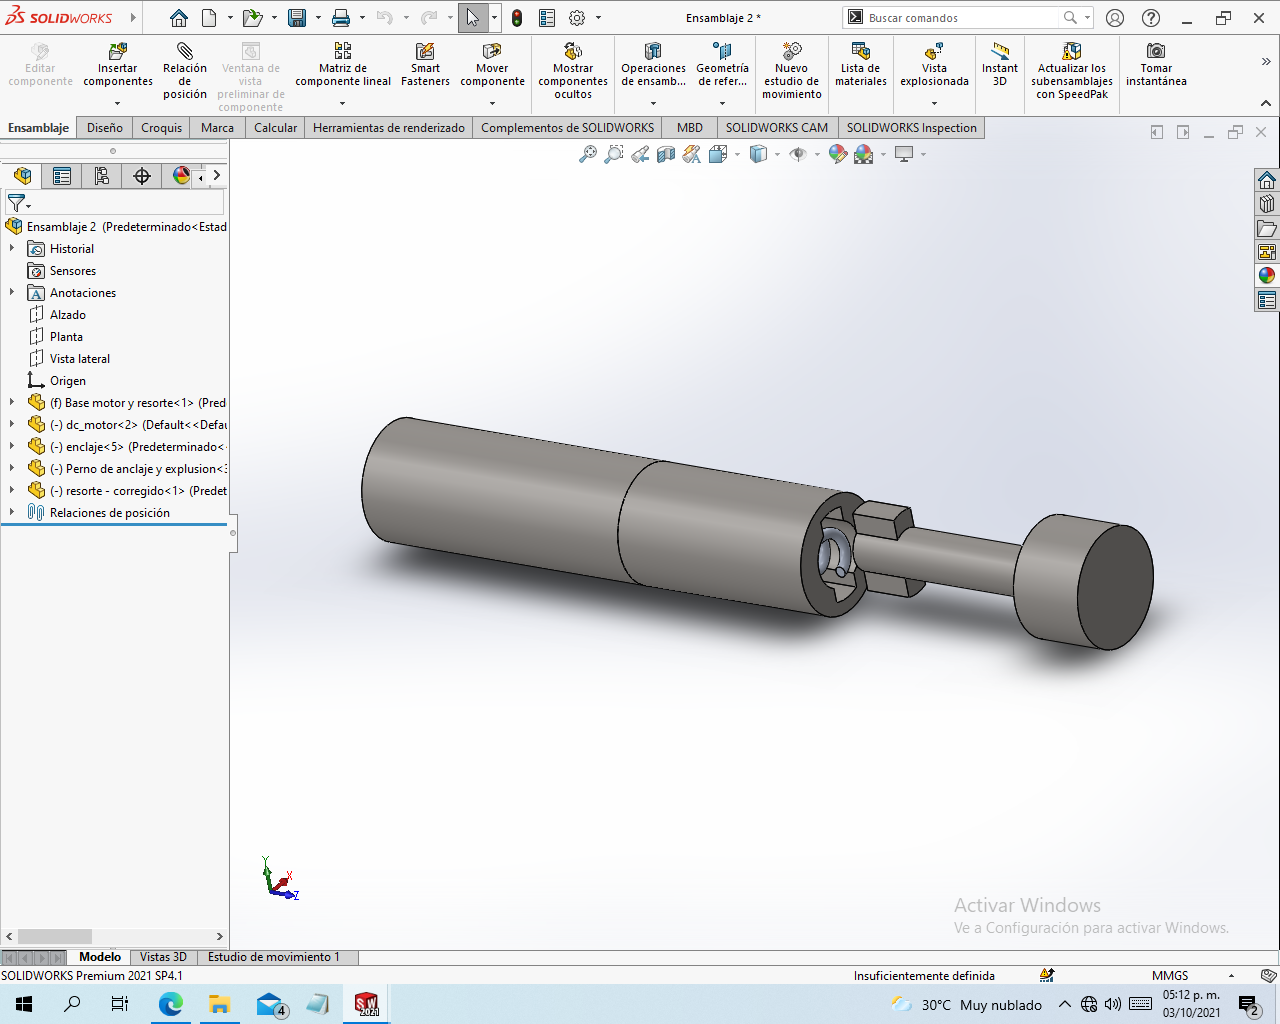 SOLIDWORKS
Ensamblaje 2 *
Buscar comandos
Editar componente
Insertar componentes
Relación de posición
Ventana de vista preliminar de componente
Matriz de componente lineal
Smart Fasteners
Mover componente
Mostrar componentes ocultos
Operaciones de ensamb...
Geometría de refer...
Nuevo estudio de movimiento
Lista de materiales
Vista explosionada
Instant 3D
Actualizar los subensamblajes con SpeedPak
Tomar instantánea
Ensamblaje
Diseño
Croquis
Marca
Calcular
Herramientas de renderizado
Complementos de SOLIDWORKS
MBD
SOLIDWORKS CAM
SOLIDWORKS Inspection
Ensamblaje 2 (Predeterminado<Estad
Historial
Sensores
Anotaciones
Alzado
Planta
Vista lateral
Origen
(f) Base motor y resorte<1> (Pred
(-) dc_motor<2> (Default<<Defau
(-) enclaje<5> (Predeterminado<
(-) Perno de anclaje y explusion<3
(-) resorte - corregido<1> (Predet
Relaciones de posición
Y
X
Z
Activar Windows
Ve a Configuración para activar Windows.
Modelo
Vistas 3D
Estudio de movimiento 1
SOLIDWORKS Premium 2021 SP4.1
Insuficientemente definida
MMGS
4
SW
2021
30°C Muy nublado
05:12 p. m.
03/10/2021
2